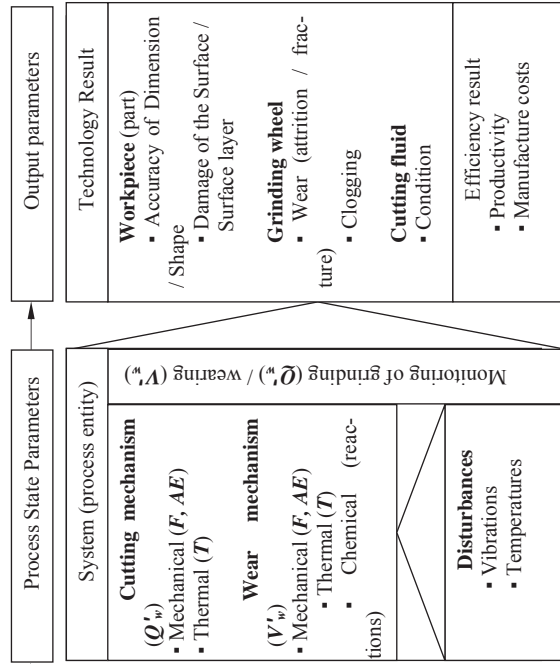 Process State Parameters
Output parameters
System (process entity)
Cutting mechanism
(Q'w)
▪ Mechanical (F, AE)
▪ Thermal (T)
Wear mechanism
(V'w)
▪ Mechanical (F, AE)
▪ Thermal (T)
▪ Chemical (reac-
tions)
Monitoring of grinding (Q'w) / wearing (V'w)
Disturbances
▪ Vibrations
▪ Temperatures
Technology Result
Workpiece (part)
▪ Accuracy of Dimension
/ Shape
▪ Damage of the Surface /
Surface layer
Grinding wheel
▪ Wear (attrition / frac-
ture)
▪ Clogging
Cutting fluid
▪ Condition
Efficiency result
▪ Productivity
▪ Manufacture costs